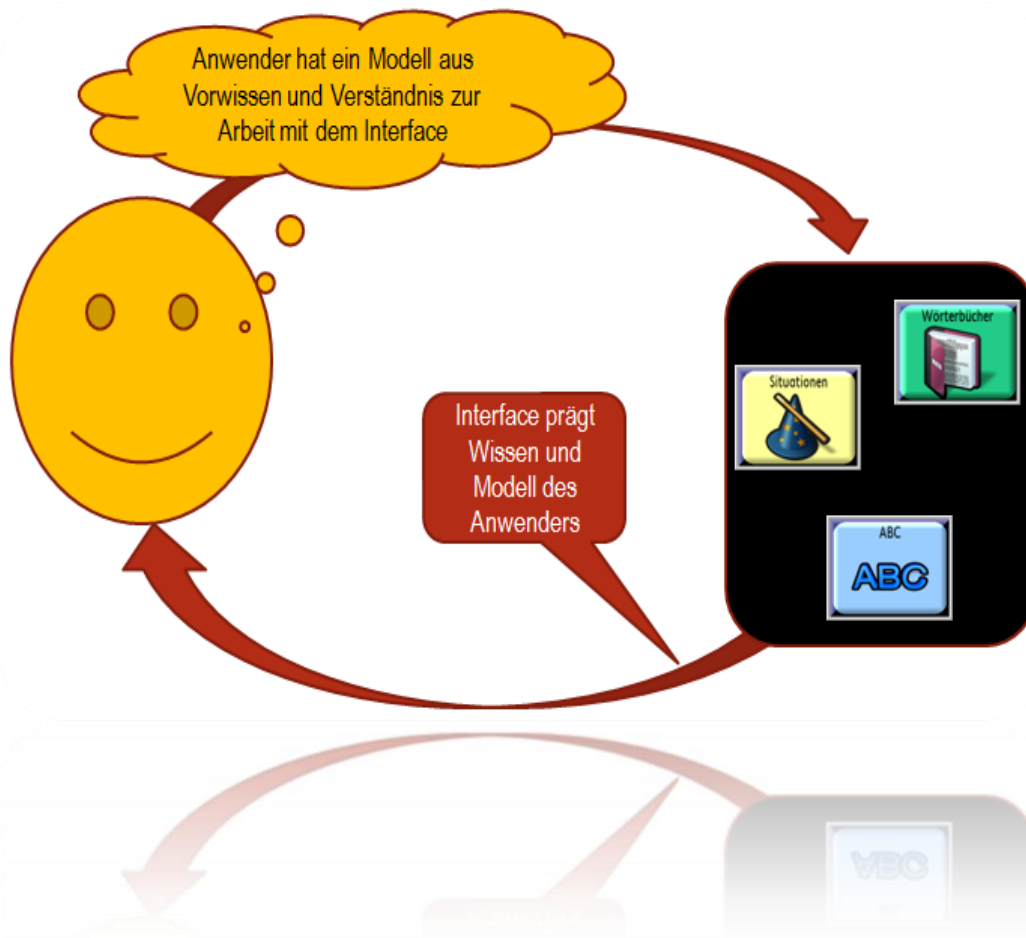 Anwender hat ein Modell aus
Vorwissen und Verständnis zur
Arbeit mit dem Interface
Wörterbücher
Situationen
Interface prägt
Wissen und
Modell des
Anwenders
ABC
ABC
ABC